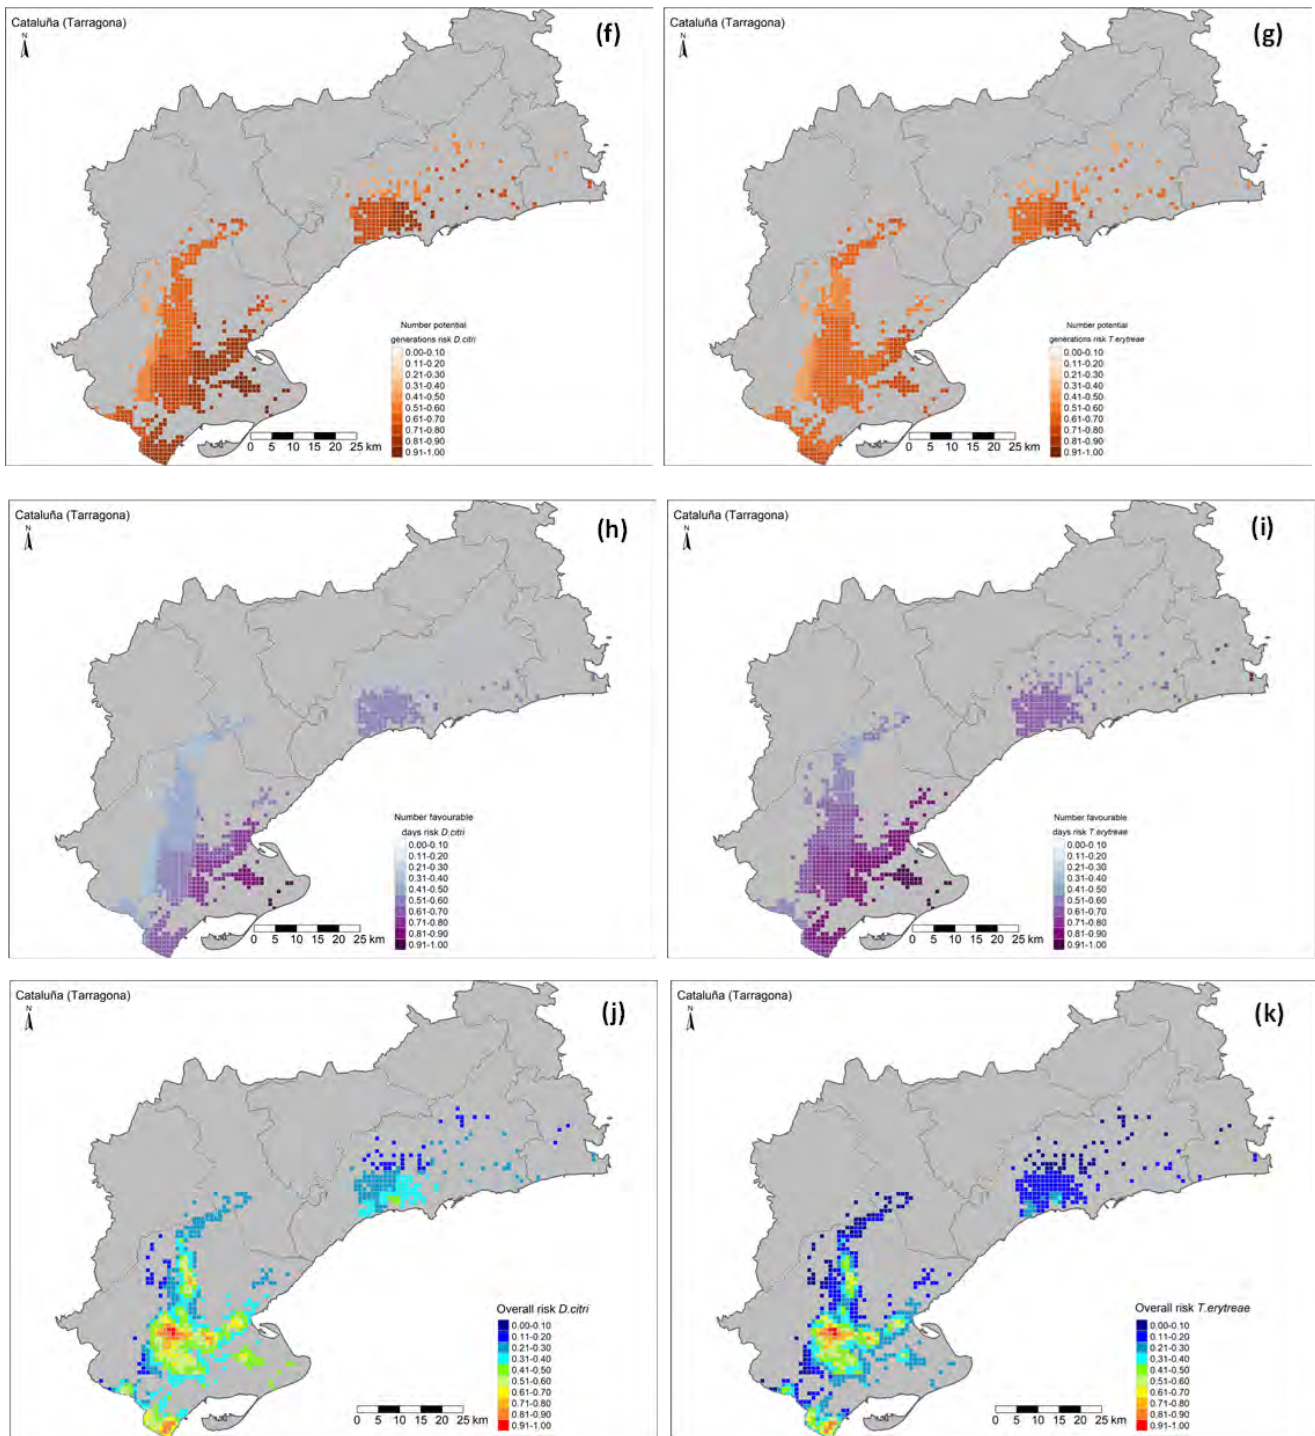 Cataluña (Tarragona)
N
(f)
Number potential
generations risk D.citri
0.00-0.10
0.11-0.20
0.21-0.30
0.31-0.40
0.41-0.50
0.51-0.60
0.61-0.70
0.71-0.80
0.81-0.90
0.91-1.00
0 5 10 15 20 25 km
Cataluña (Tarragona)
N
(g)
Number potential
generations risk T.erytreae
0.00-0.10
0.11-0.20
0.21-0.30
0.31-0.40
0.41-0.50
0.51-0.60
0.61-0.70
0.71-0.80
0.81-0.90
0.91-1.00
0 5 10 15 20 25 km
Cataluña (Tarragona)
N
(h)
Number favourable
days risk D.citri
0.00-0.10
0.11-0.20
0.21-0.30
0.31-0.40
0.41-0.50
0.51-0.60
0.61-0.70
0.71-0.80
0.81-0.90
0.91-1.00
0 5 10 15 20 25 km
Cataluña (Tarragona)
N
(i)
Number favourable
days risk T.erytreae
0.00-0.10
0.11-0.20
0.21-0.30
0.31-0.40
0.41-0.50
0.51-0.60
0.61-0.70
0.71-0.80
0.81-0.90
0.91-1.00
0 5 10 15 20 25 km
Cataluña (Tarragona)
N
(j)
Overall risk D.citri
0.00-0.10
0.11-0.20
0.21-0.30
0.31-0.40
0.41-0.50
0.51-0.60
0.61-0.70
0.71-0.80
0.81-0.90
0.91-1.00
0 5 10 15 20 25 km
Cataluña (Tarragona)
N
(k)
Overall risk T.erytreae
0.00-0.10
0.11-0.20
0.21-0.30
0.31-0.40
0.41-0.50
0.51-0.60
0.61-0.70
0.71-0.80
0.81-0.90
0.91-1.00
0 5 10 15 20 25 km